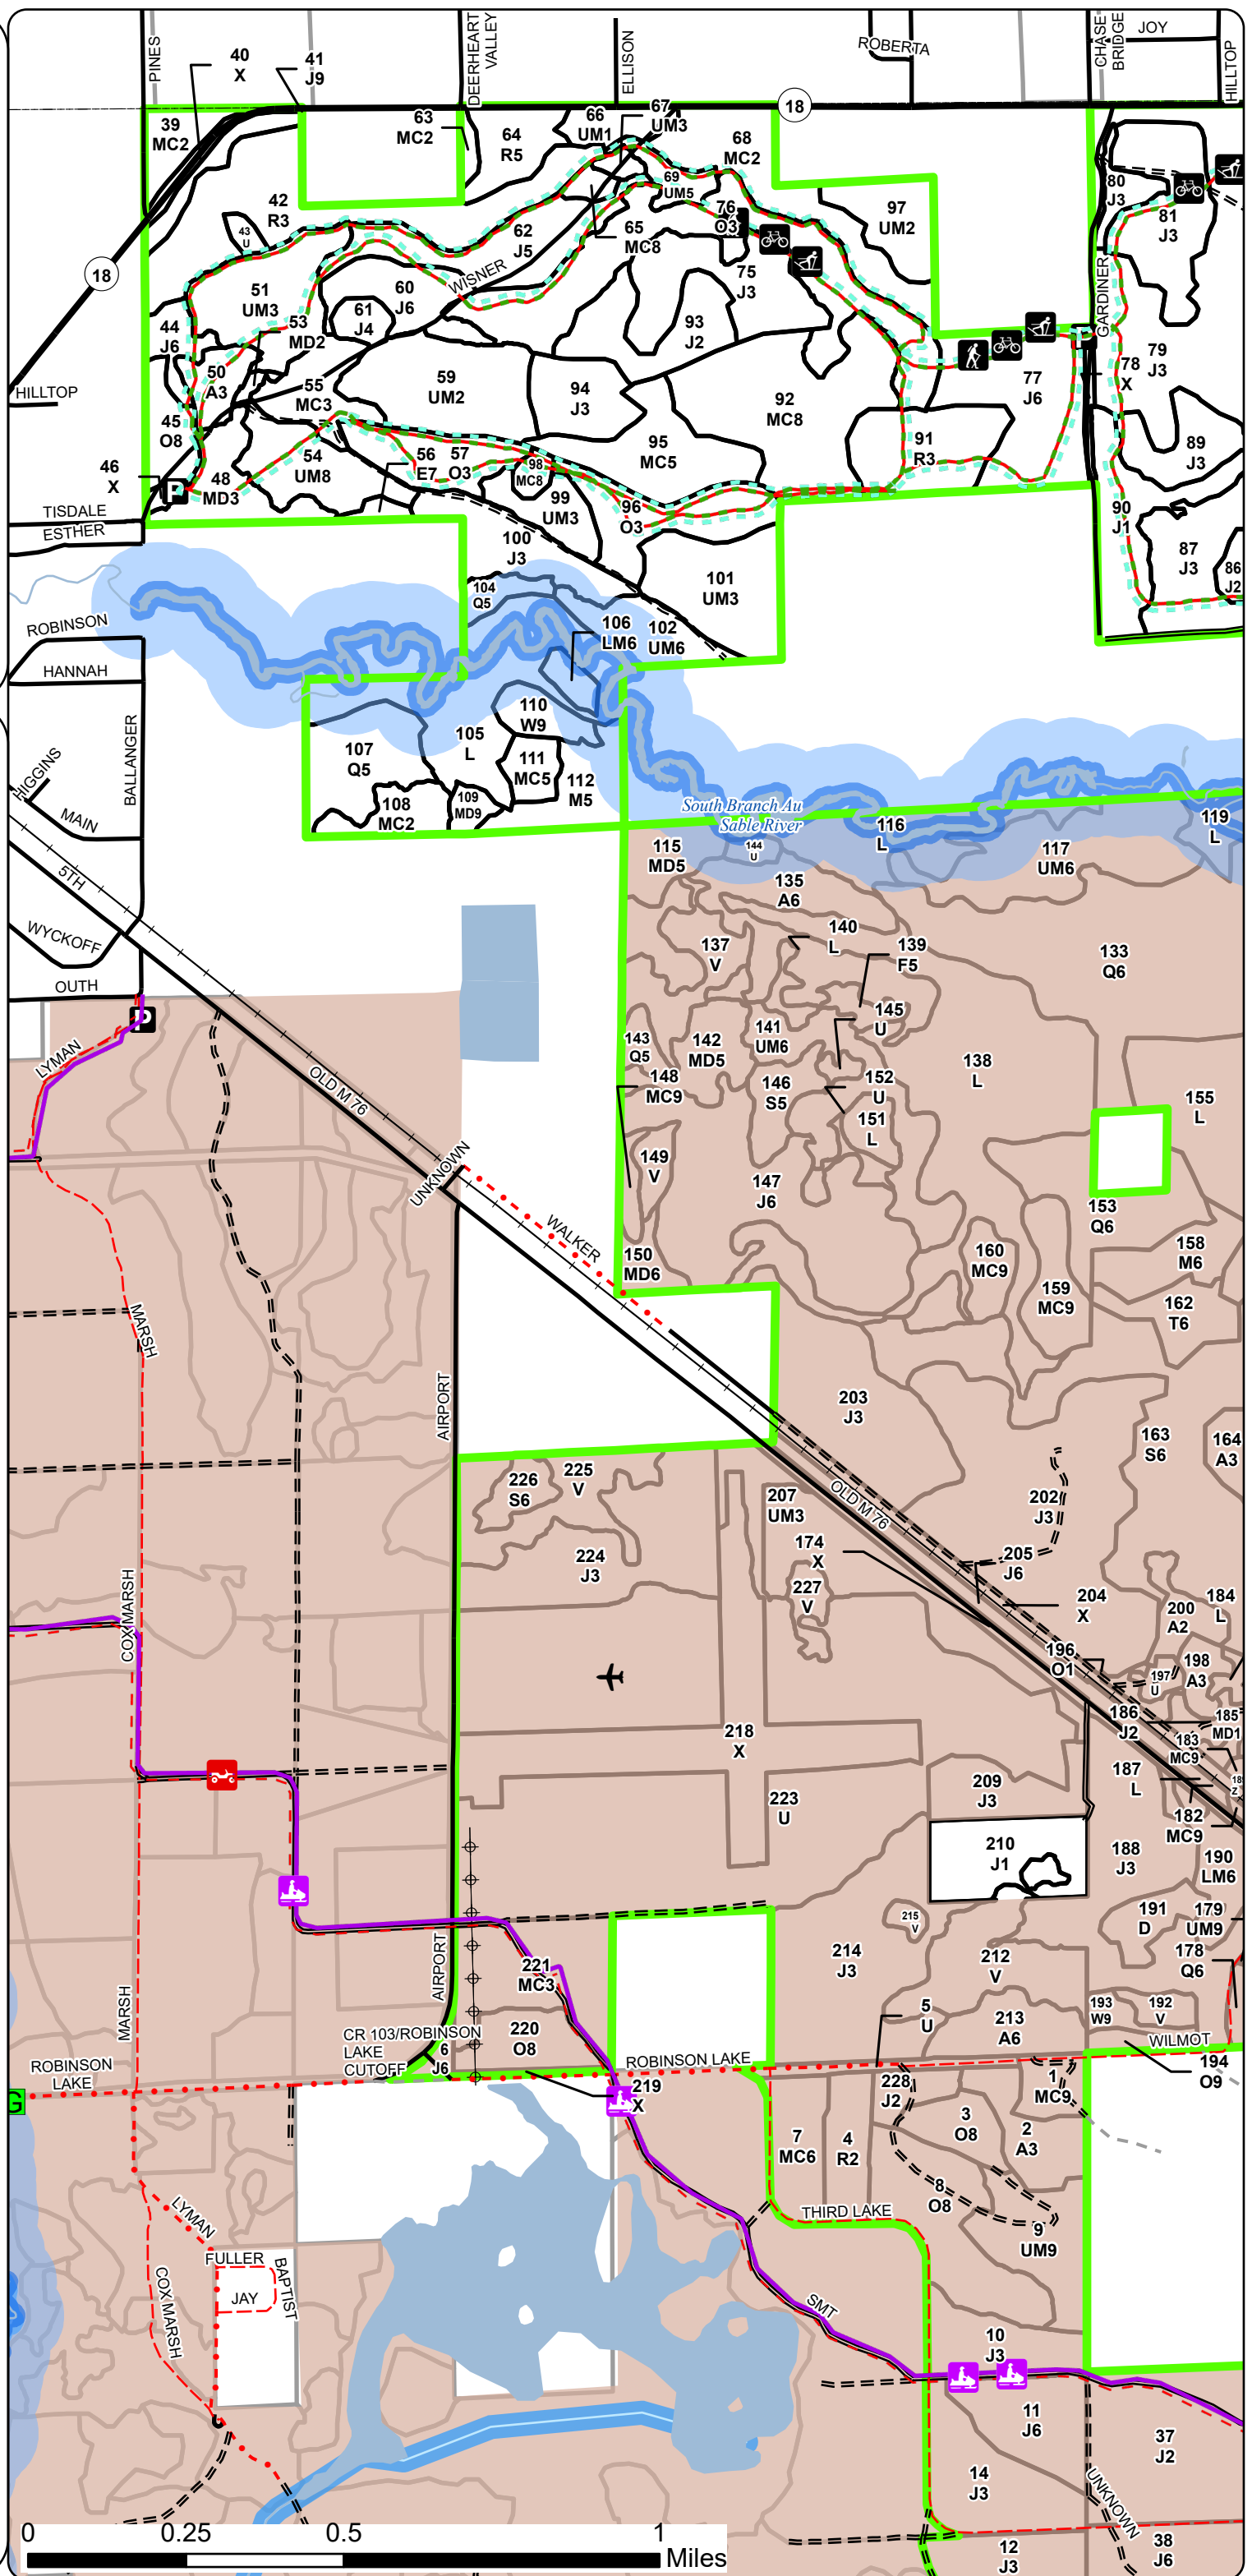 PINES
DEERHEART
VALLEY
ELLISON
ROBERTA
CHASE
BRIDGE
JOY
HILLTOP
40
X
41
J9
18
39
MC2
63
MC2
64
R5
66
UM1
67
UM3
68
MC2
69
UM5
80
J3
81
J3
42
R3
43
U
62
J5
65
MC8
76
O3
97
UM2
18
WISNER
75
J3
51
UM3
60
J6
61
J4
53
MD2
93
J2
GARDINER
44
J6
50
A3
55
MC3
59
UM2
94
J3
92
MC8
77
J6
78
X
79
J3
HILLTOP
45
O8
46
X
P
48
MD3
54
UM8
56
E7
57
O3
98
MC8
95
MC5
91
R3
89
J3
TISDALE
ESTHER
99
UM3
96
O3
90
J1
100
J3
87
J3
86
J2
104
Q5
101
UM3
ROBINSON
106
LM6
102
UM6
HANNAH
110
W9
105
L
107
Q5
111
MC5
112
M5
BALLANGER
HIGGINS
MAIN
108
MC2
109
MD9
South Branch Au
Sable River
116
L
119
L
115
MD5
144
U
117
UM6
5TH
135
A6
WYCKOFF
140
L
139
F5
137
V
133
Q6
OUTH
P
145
U
143
Q5
142
MD5
141
UM6
138
L
LYMAN
OLD M 76
148
MC9
146
S5
152
U
151
L
155
L
UNKNOWN
149
V
147
J6
153
Q6
WALKER
150
MD6
160
MC9
158
M6
159
MC9
162
T6
MARSH
AIRPORT
203
J3
163
S6
164
A3
226
S6
225
V
207
UM3
OLD M 76
202
J3
174
X
224
J3
205
J6
227
V
204
X
200
A2
184
L
COX MARSH
196
O1
198
A3
197
U
186
J2
185
MD1
218
X
183
MC9
187
L
209
J3
223
U
182
MC9
210
J1
188
J3
190
LM6
215
V
191
D
179
UM9
AIRPORT
221
MC3
214
J3
212
V
178
Q6
MARSH
5
U
213
A6
193
W9
192
V
CR 103/ROBINSON
LAKE
CUTOFF
6
J6
220
O8
WILMOT
ROBINSON
LAKE
ROBINSON LAKE
194
O9
G
219
X
228
J2
1
MC9
3
O8
2
A3
7
MC6
4
R2
8
O8
LYMAN
THIRD LAKE
9
UM9
FULLER
BAPTIST
JAY
COX MARSH
SMT
10
J3
11
J6
37
J2
14
J3
UNKNOWN
12
J3
38
J6
0 0.25 0.5 1
Miles